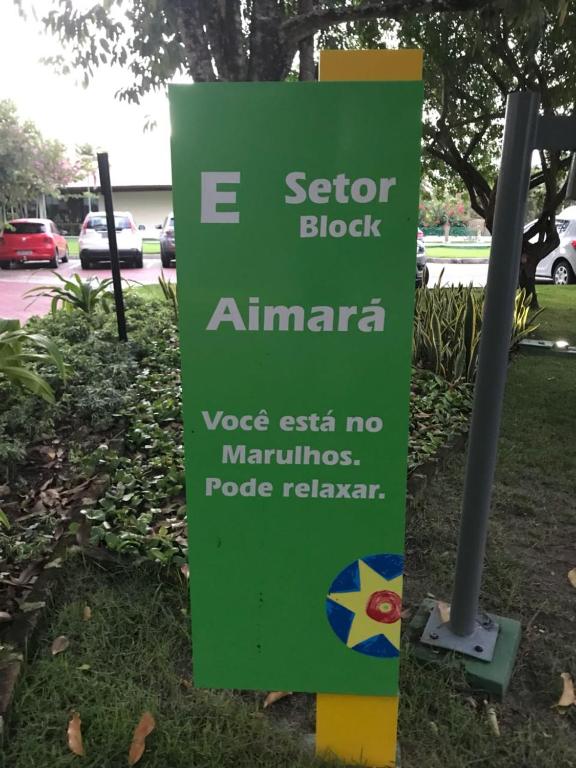 E Setor
Block
Aimará
Você está no
Marulhos.
Pode relaxar.